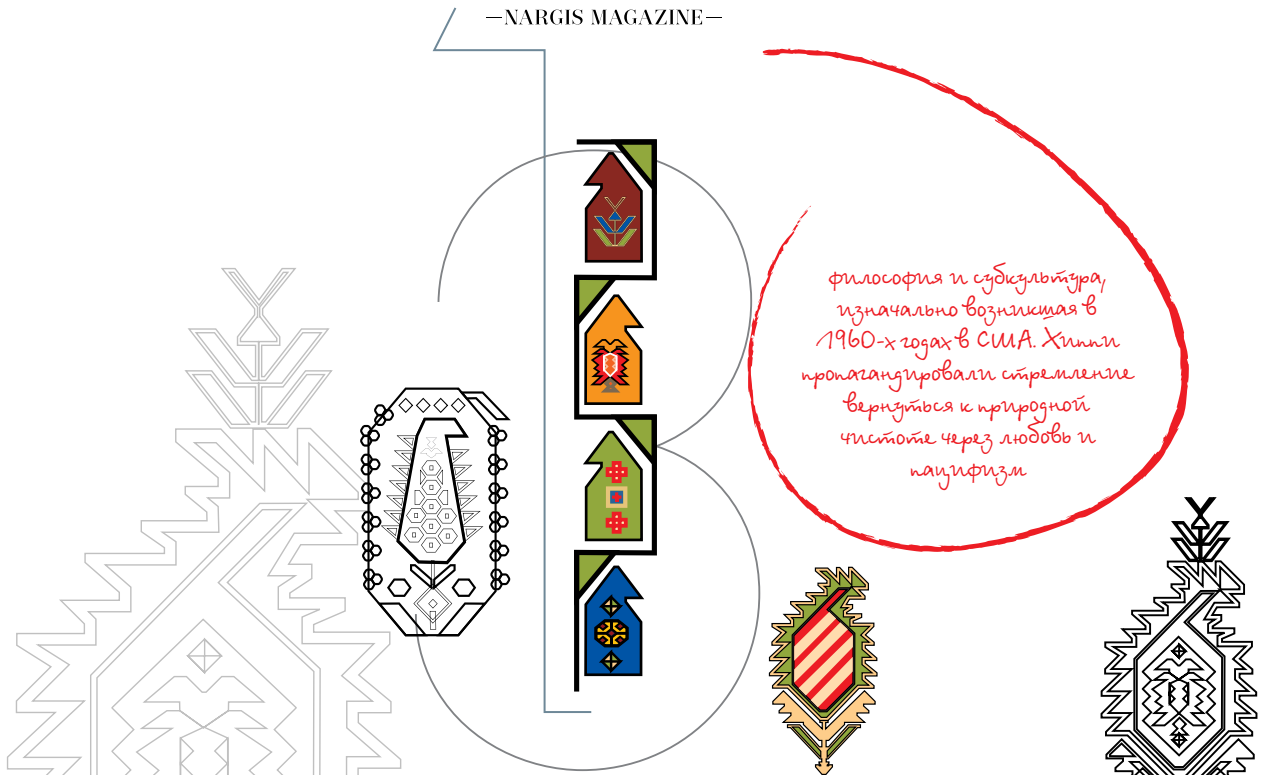 —NARGIS MAGAZINE—
философия и субкультура,
изначально возникшая в
1960-х годах в США. Хиппи
пропагандировали стремление
вернуться к природной
чистоте через любовь и
пацифизм